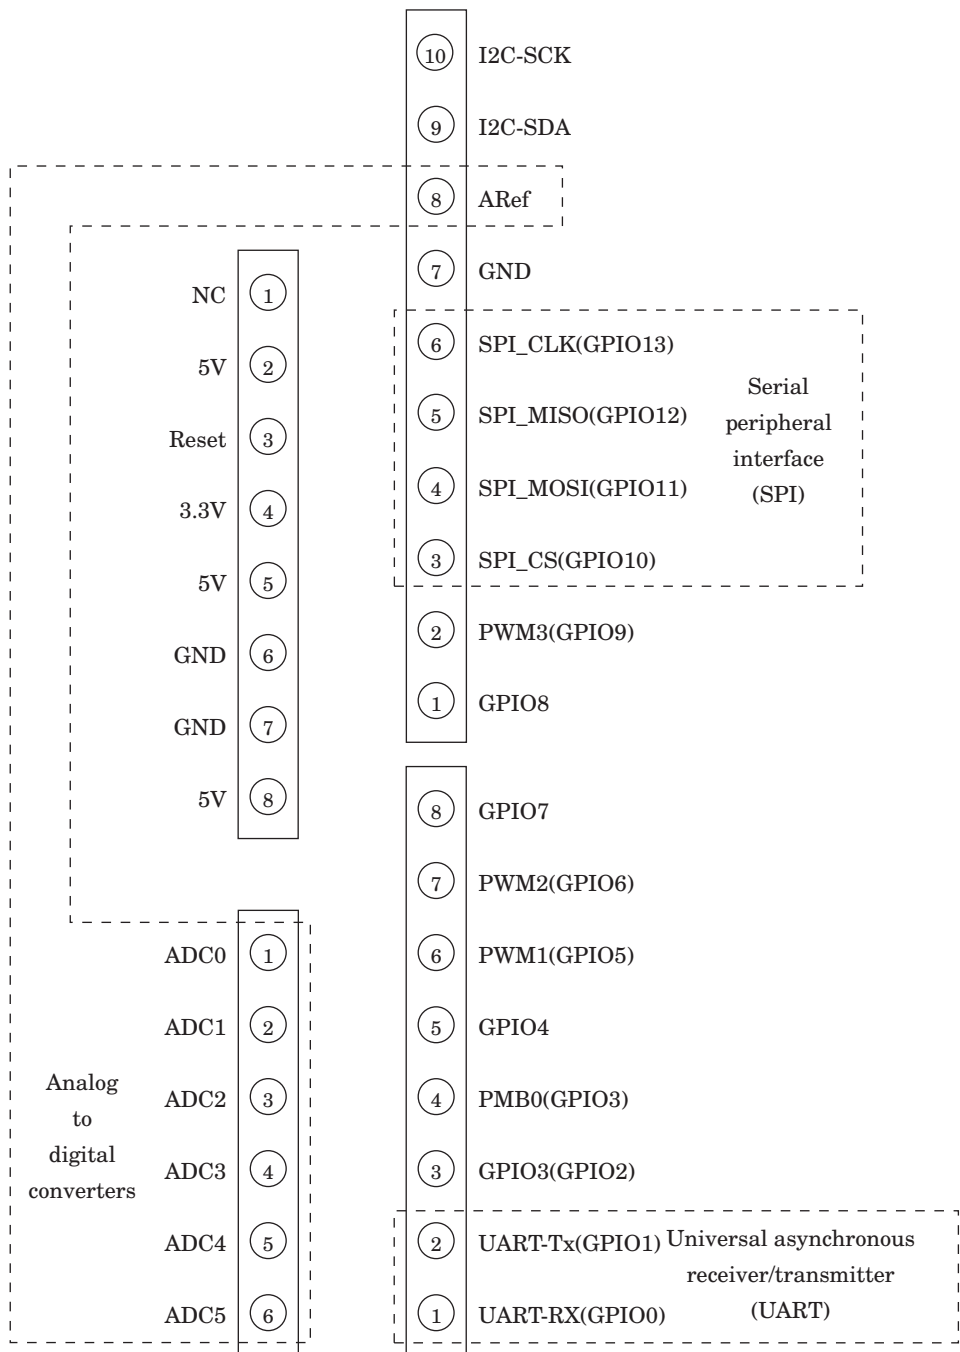 10 I2C-SCK
9 I2C-SDA
8 ARef
7 GND
6 SPI_CLK(GPIO13)
5 SPI_MISO(GPIO12)
4 SPI_MOSI(GPIO11)
3 SPI_CS(GPIO10)
Serial
peripheral
interface
(SPI)
2 PWM3(GPIO9)
1 GPIO8
NC 1
5V 2
Reset 3
3.3V 4
5V 5
GND 6
GND 7
5V 8
8 GPIO7
7 PWM2(GPIO6)
6 PWM1(GPIO5)
5 GPIO4
4 PMB0(GPIO3)
3 GPIO3(GPIO2)
2 UART-Tx(GPIO1)
1 UART-RX(GPIO0)
Universal asynchronous
receiver/transmitter
(UART)
ADC0 1
ADC1 2
ADC2 3
ADC3 4
ADC4 5
ADC5 6
Analog
to
digital
converters